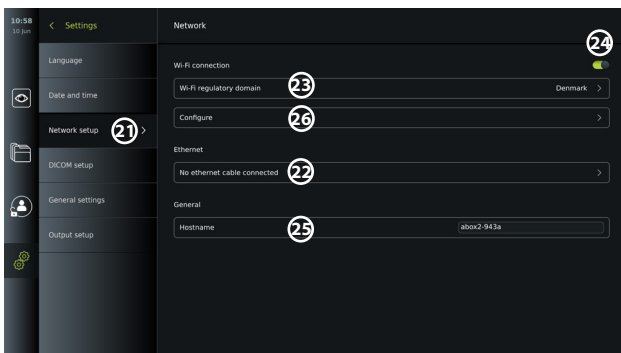 10:58
10 Jun
Settings
Network
24
Language
Wi-Fi connection
Wi-Fi regulatory domain 23 Denmark
Date and time
Configure 26
Network setup 21
Ethernet
DICOM setup
No ethernet cable connected 22
General settings
General
Hostname 25 abox2-943a
Output setup